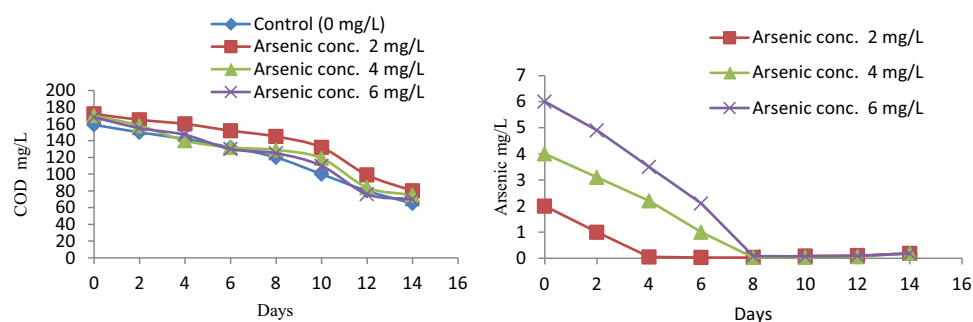 Control (0 mg/L)
Arsenic conc. 2 mg/L
Arsenic conc. 4 mg/L
Arsenic conc. 6 mg/L
200
180
160
140
120
100
80
60
40
20
0
COD mg/L
0 2 4 6 8 10 12 14 16
Days
Arsenic conc. 2 mg/L
Arsenic conc. 4 mg/L
Arsenic conc. 6 mg/L
7
6
5
4
3
2
1
0
Arsenic mg/L
0 2 4 6 8 10 12 14 16
Days